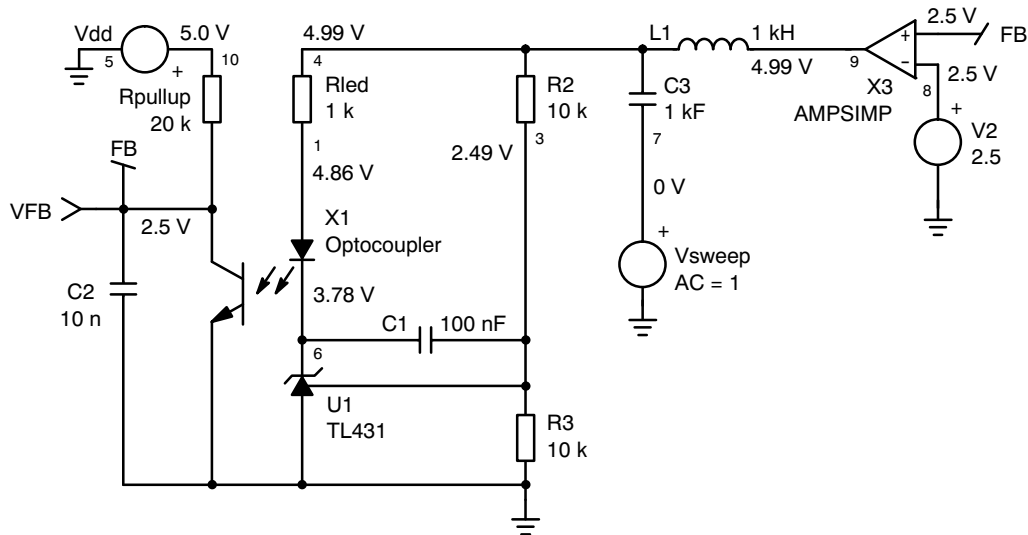 Vdd
5.0 V
5
+
10
Rpullup
20 k
FB
VFB
2.5 V
C2
10 n
4.99 V
4
Rled
1 k
1
4.86 V
X1
Optocoupler
3.78 V
C1
100 nF
6
U1
TL431
R2
10 k
3
2.49 V
R3
10 k
L1
1 kH
4.99 V
C3
1 kF
7
0 V
+
Vsweep
AC = 1
9
+
−
X3
AMPSIMP
2.5 V
FB
2.5 V
8
+
V2
2.5